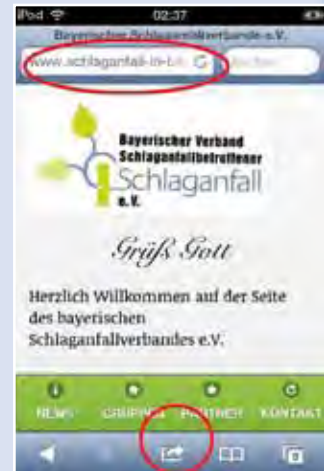 iPod 02:37
Bayerischer Schlaganfallverbande e.V.
www.schlaganfall-in-b
Bayerischer Verband
Schlaganfallbetroffener
Schlaganfall
e.V.
Grüß Gott
Herzlich Willkommen auf der Seite
des bayerischen
Schlaganfallverbandes e.V.
NEWS GRUPPEN PARTNER KONTAKT